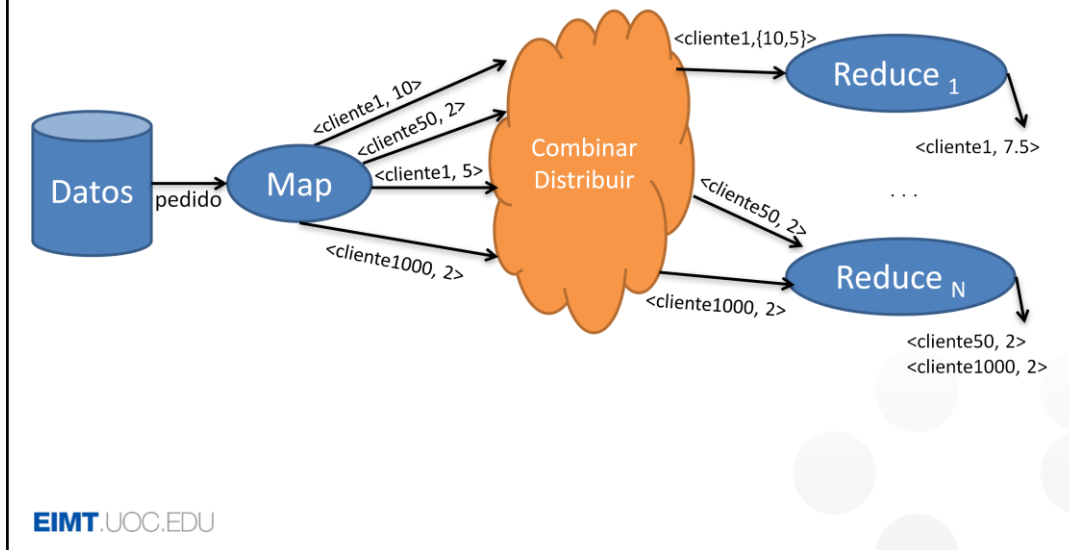 Datos
pedido
Map
<cliente1, 10>
<cliente50, 2>
<cliente1, 5>
<cliente1000, 2>
Combinar
Distribuir
<cliente1,{10,5}>
Reduce 1
<cliente1, 7.5>
. . .
<cliente50, 2>
<cliente1000, 2>
Reduce N
<cliente50, 2>
<cliente1000, 2>
EIMT.UOC.EDU